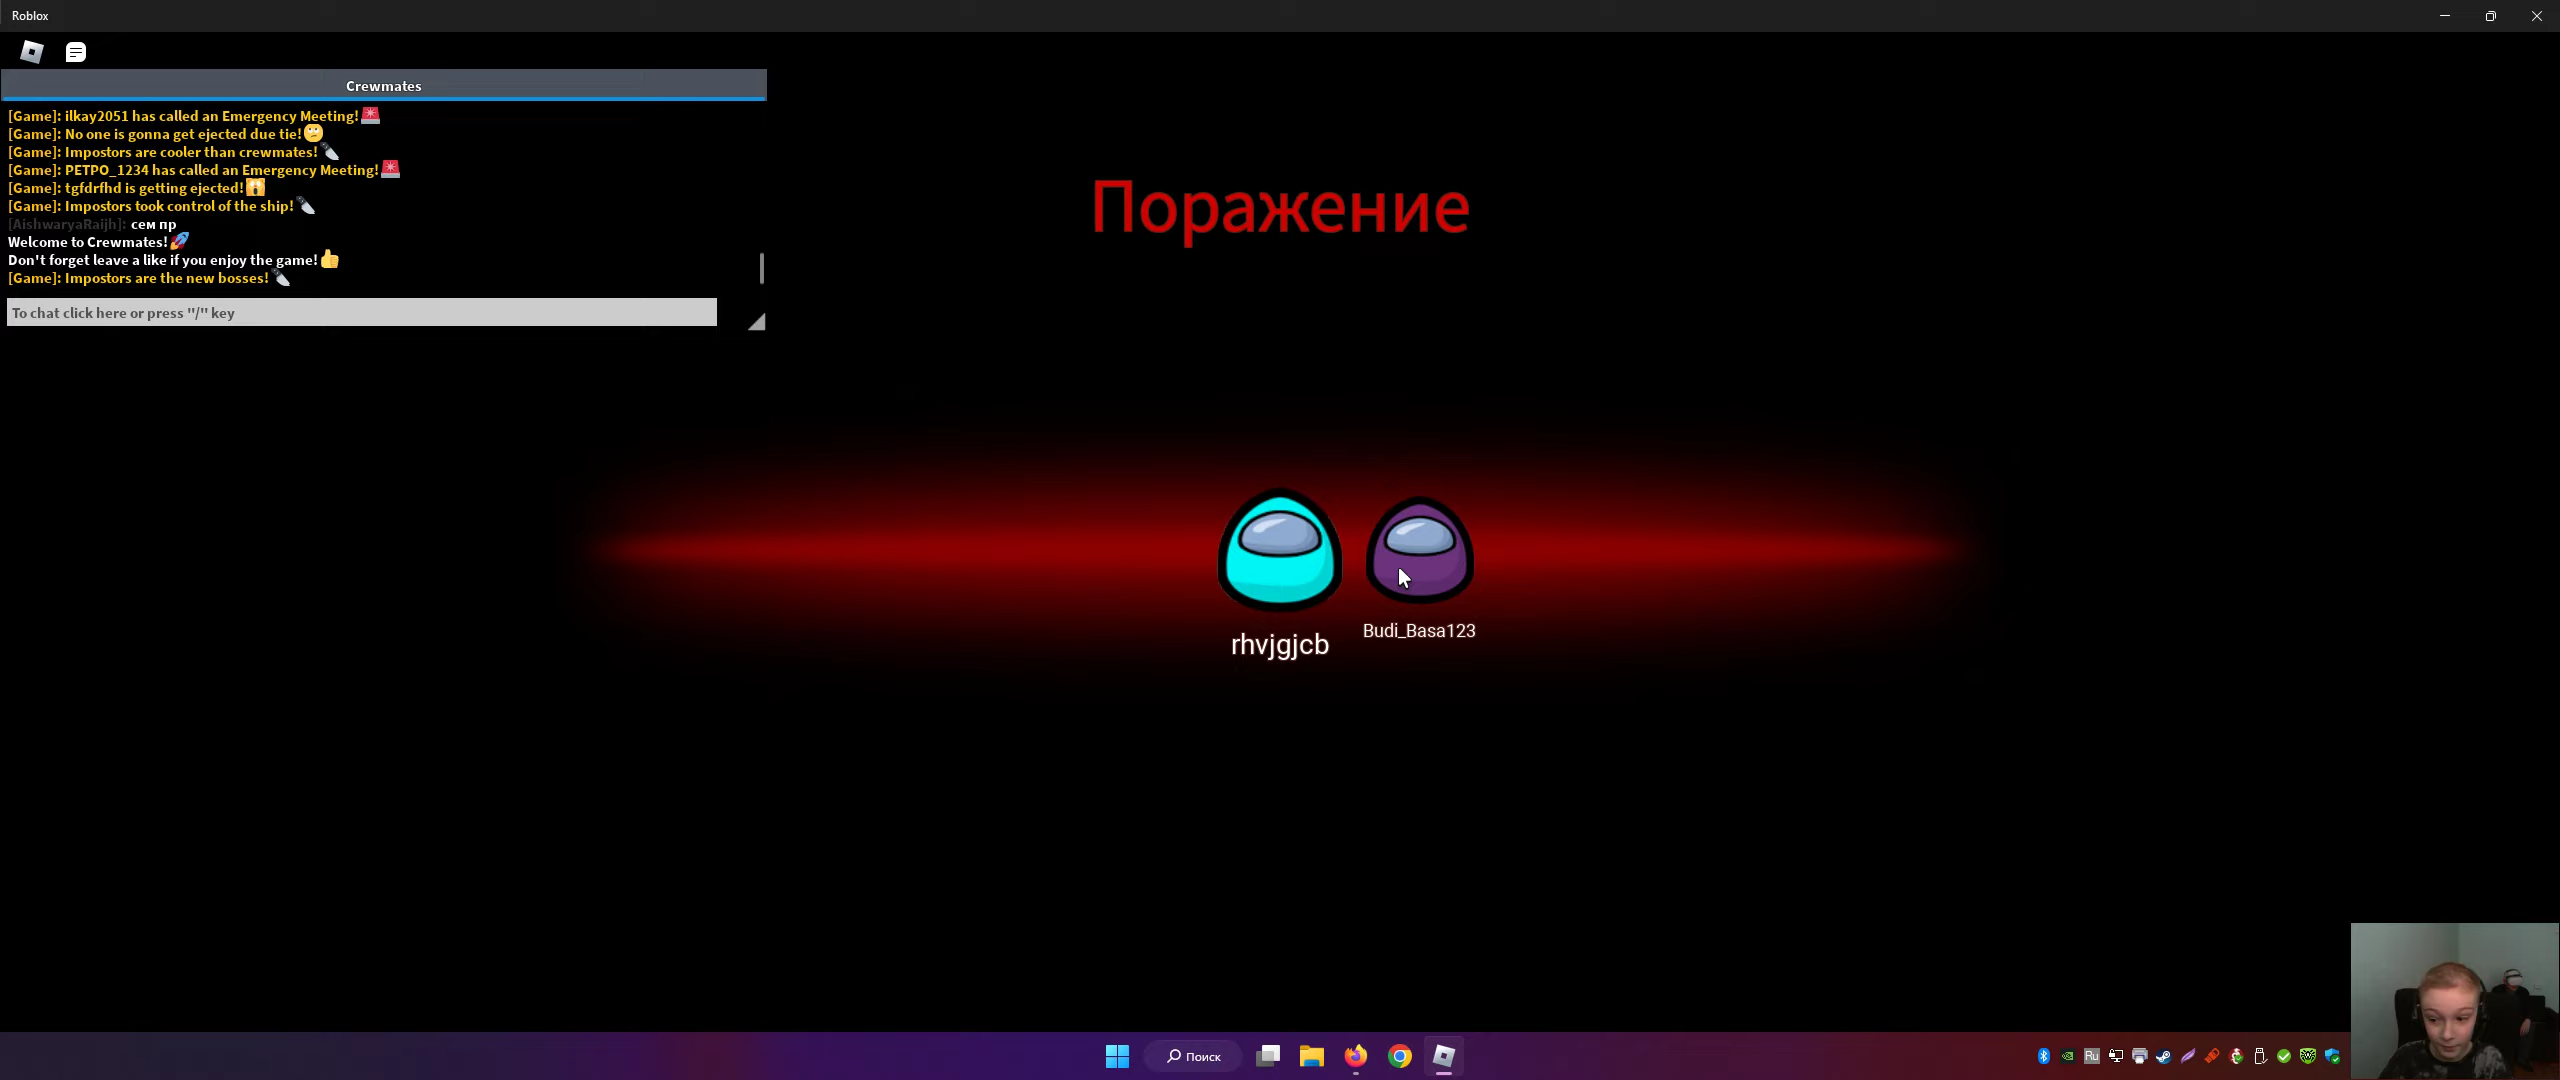 Roblox
Crewmates
[Game]: ilkay2051 has called an Emergency Meeting!🚨
[Game]: No one is gonna get ejected due tie!🙄
[Game]: Impostors are cooler than crewmates!🔪
[Game]: PETPO_1234 has called an Emergency Meeting!🚨
[Game]: tgfdrfhd is getting ejected!😱
[Game]: Impostors took control of the ship!🔪
[AishwaryaRaijh]: сем пр
Welcome to Crewmates!🚀
Don't forget leave a like if you enjoy the game!👍
[Game]: Impostors are the new bosses!🔪
To chat click here or press "/" key
Поражение
rhvjgjcb
Budi_Basa123
Поиск
Ru